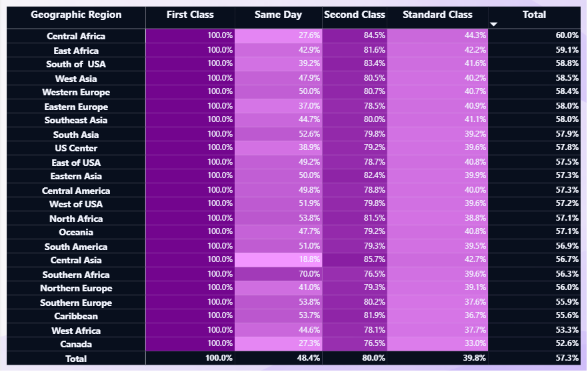 Geographic Region First Class Same Day Second Class Standard Class Total
Central Africa 100.0% 27.6% 84.5% 44.3% 60.0%
East Africa 100.0% 42.9% 81.6% 42.2% 59.1%
South of USA 100.0% 39.2% 83.4% 41.6% 58.8%
West Asia 100.0% 47.9% 80.5% 40.2% 58.5%
Western Europe 100.0% 50.0% 80.7% 40.7% 58.4%
Eastern Europe 100.0% 37.0% 78.5% 40.9% 58.0%
Southeast Asia 100.0% 44.7% 80.0% 41.1% 58.0%
South Asia 100.0% 52.6% 79.8% 39.2% 57.9%
US Center 100.0% 38.9% 79.2% 39.6% 57.8%
East of USA 100.0% 49.2% 78.7% 40.8% 57.5%
Eastern Asia 100.0% 50.0% 82.4% 39.9% 57.3%
Central America 100.0% 49.8% 78.8% 40.0% 57.3%
West of USA 100.0% 51.9% 79.8% 39.6% 57.2%
North Africa 100.0% 53.8% 81.5% 38.8% 57.1%
Oceania 100.0% 47.7% 79.2% 40.8% 57.1%
South America 100.0% 51.0% 79.3% 39.5% 56.9%
Central Asia 100.0% 18.8% 85.7% 42.7% 56.7%
Southern Africa 100.0% 70.0% 76.5% 39.6% 56.3%
Northern Europe 100.0% 41.0% 79.3% 39.1% 56.0%
Southern Europe 100.0% 53.8% 80.2% 37.6% 55.9%
Caribbean 100.0% 53.7% 81.9% 36.7% 55.6%
West Africa 100.0% 44.6% 78.1% 37.7% 53.3%
Canada 100.0% 27.3% 76.5% 33.0% 52.6%
Total 100.0% 48.4% 80.0% 39.8% 57.3%